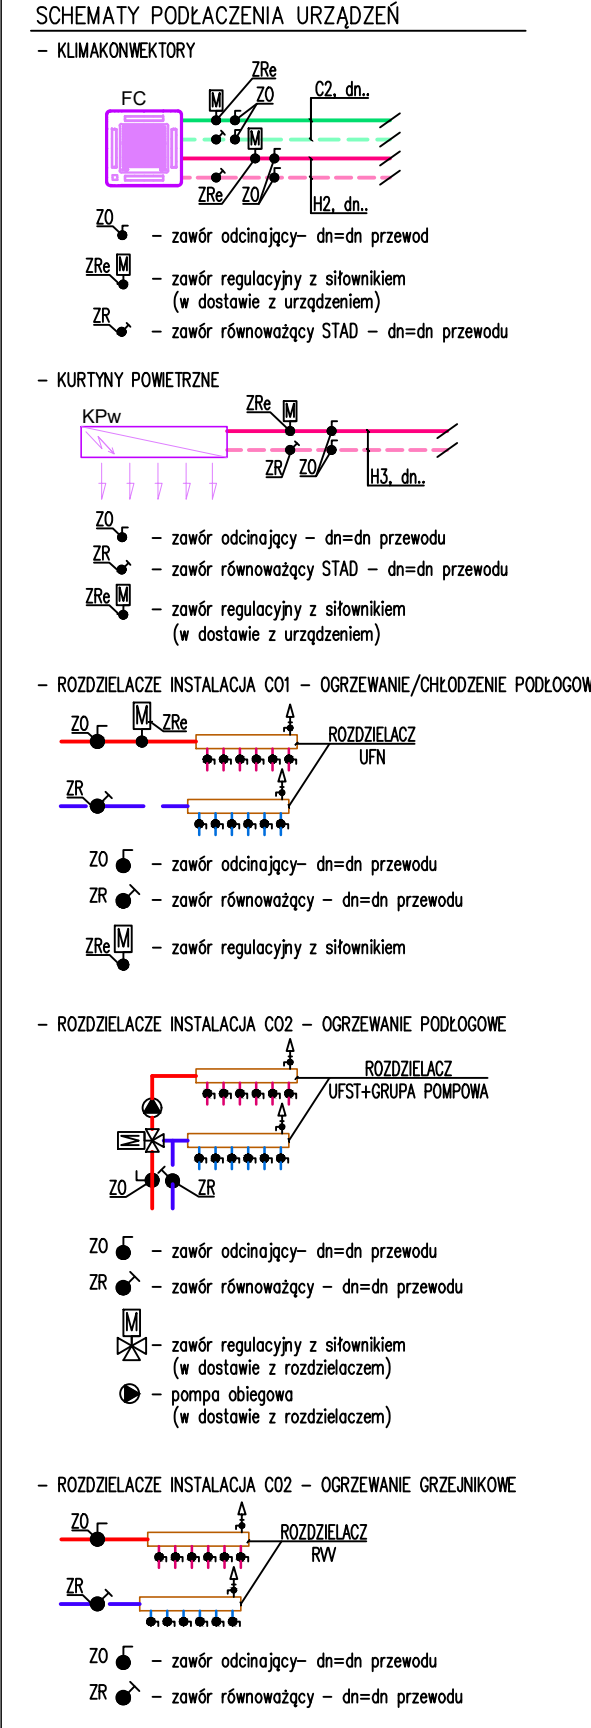 SCHEMATY PODŁACZENIA URZĄDZEŃ
- KLIMAKONWEKTORY
ZRe
FC
M
ZO
C2, dn..
M
ZRe
ZO
H2, dn..
ZO
- zawór odcinający- dn=dn przewod
ZRe M
- zawór regulacyjny z siłownikiem
(w dostawie z urządzeniem)
ZR
- zawór równoważący STAD - dn=dn przewodu
- KURTYNY POWIETRZNE
KPw
ZRe M
ZR ZO
H3, dn..
ZO
- zawór odcinający - dn=dn przewodu
ZR
- zawór równoważący STAD - dn=dn przewodu
ZRe M
- zawór regulacyjny z siłownikiem
(w dostawie z urządzeniem)
- ROZDZIELACZE INSTALACJA CO1 - OGRZEWANIE/CHŁODZENIE PODŁOGOW
ZO M ZRe
ROZDZIELACZ
UFN
ZR
ZO - zawór odcinający- dn=dn przewodu
ZR - zawór równoważący - dn=dn przewodu
ZRe M - zawór regulacyjny z siłownikiem
- ROZDZIELACZE INSTALACJA CO2 - OGRZEWANIE PODŁOGOWE
ROZDZIELACZ
UFST+GRUPA POMPOWA
M
ZO ZR
ZO - zawór odcinający- dn=dn przewodu
ZR - zawór równoważący - dn=dn przewodu
M
- zawór regulacyjny z siłownikiem
(w dostawie z rozdzielaczem)
- pompa obiegowa
(w dostawie z rozdzielaczem)
- ROZDZIELACZE INSTALACJA CO2 - OGRZEWANIE GRZEJNIKOWE
ZO
ROZDZIELACZ
RVV
ZR
ZO - zawór odcinający- dn=dn przewodu
ZR - zawór równoważący - dn=dn przewodu